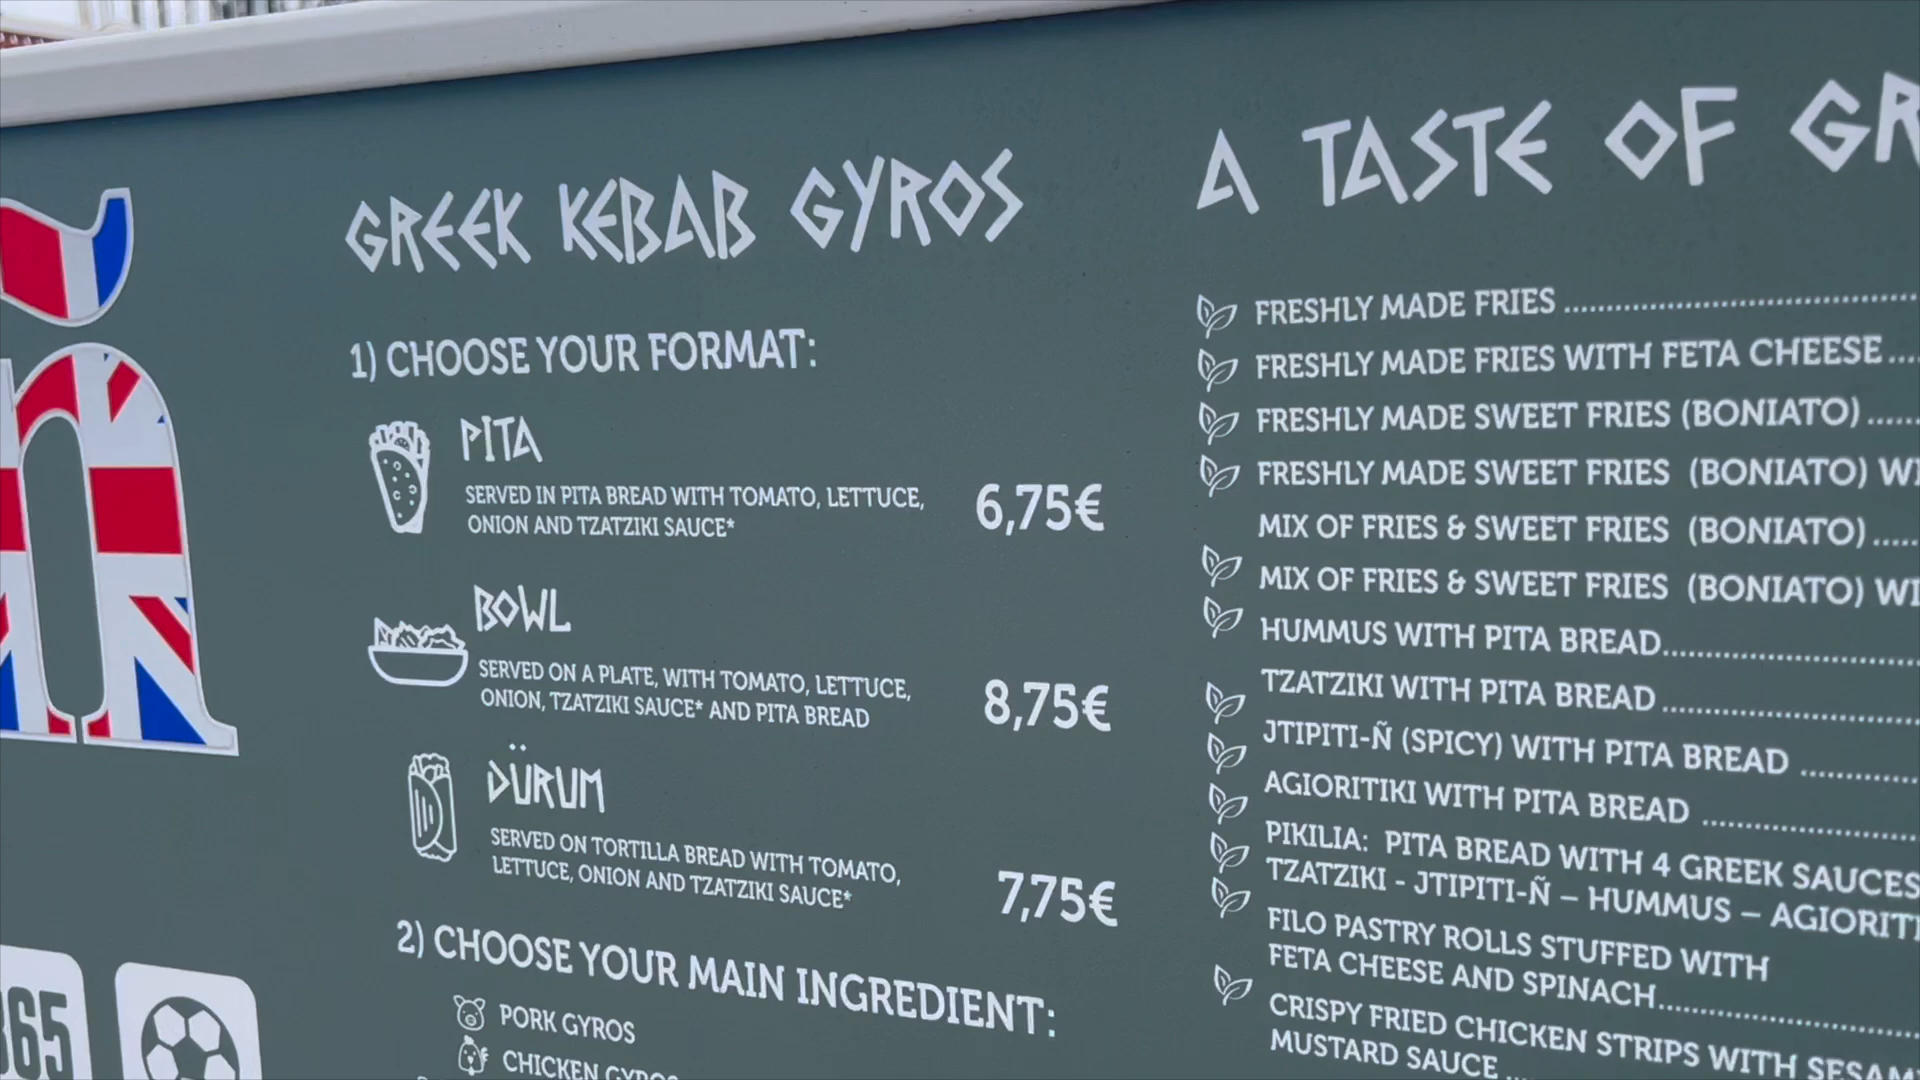 ñ
365
GREEK KEBAB GYROS
1) CHOOSE YOUR FORMAT:
PITA
SERVED IN PITA BREAD WITH TOMATO, LETTUCE,
ONION AND TZATZIKI SAUCE*
6,75€
BOWL
SERVED ON A PLATE, WITH TOMATO, LETTUCE,
ONION, TZATZIKI SAUCE* AND PITA BREAD
8,75€
DÜRUM
SERVED ON TORTILLA BREAD WITH TOMATO,
LETTUCE, ONION AND TZATZIKI SAUCE*
7,75€
2) CHOOSE YOUR MAIN INGREDIENT:
PORK GYROS
CHICKEN GYROS
A TASTE OF GR
FRESHLY MADE FRIES ..............................
FRESHLY MADE FRIES WITH FETA CHEESE ....
FRESHLY MADE SWEET FRIES (BONIATO) ......
FRESHLY MADE SWEET FRIES (BONIATO) WI
MIX OF FRIES & SWEET FRIES (BONIATO) .....
MIX OF FRIES & SWEET FRIES (BONIATO) WI
HUMMUS WITH PITA BREAD..............................
TZATZIKI WITH PITA BREAD ..............................
JTIPITI-Ñ (SPICY) WITH PITA BREAD ..............
AGIORITIKI WITH PITA BREAD .........................
PIKILIA: PITA BREAD WITH 4 GREEK SAUCES
TZATZIKI - JTIPITI-Ñ – HUMMUS – AGIORITI
FILO PASTRY ROLLS STUFFED WITH
FETA CHEESE AND SPINACH..............................
CRISPY FRIED CHICKEN STRIPS WITH SESAM
MUSTARD SAUCE ....